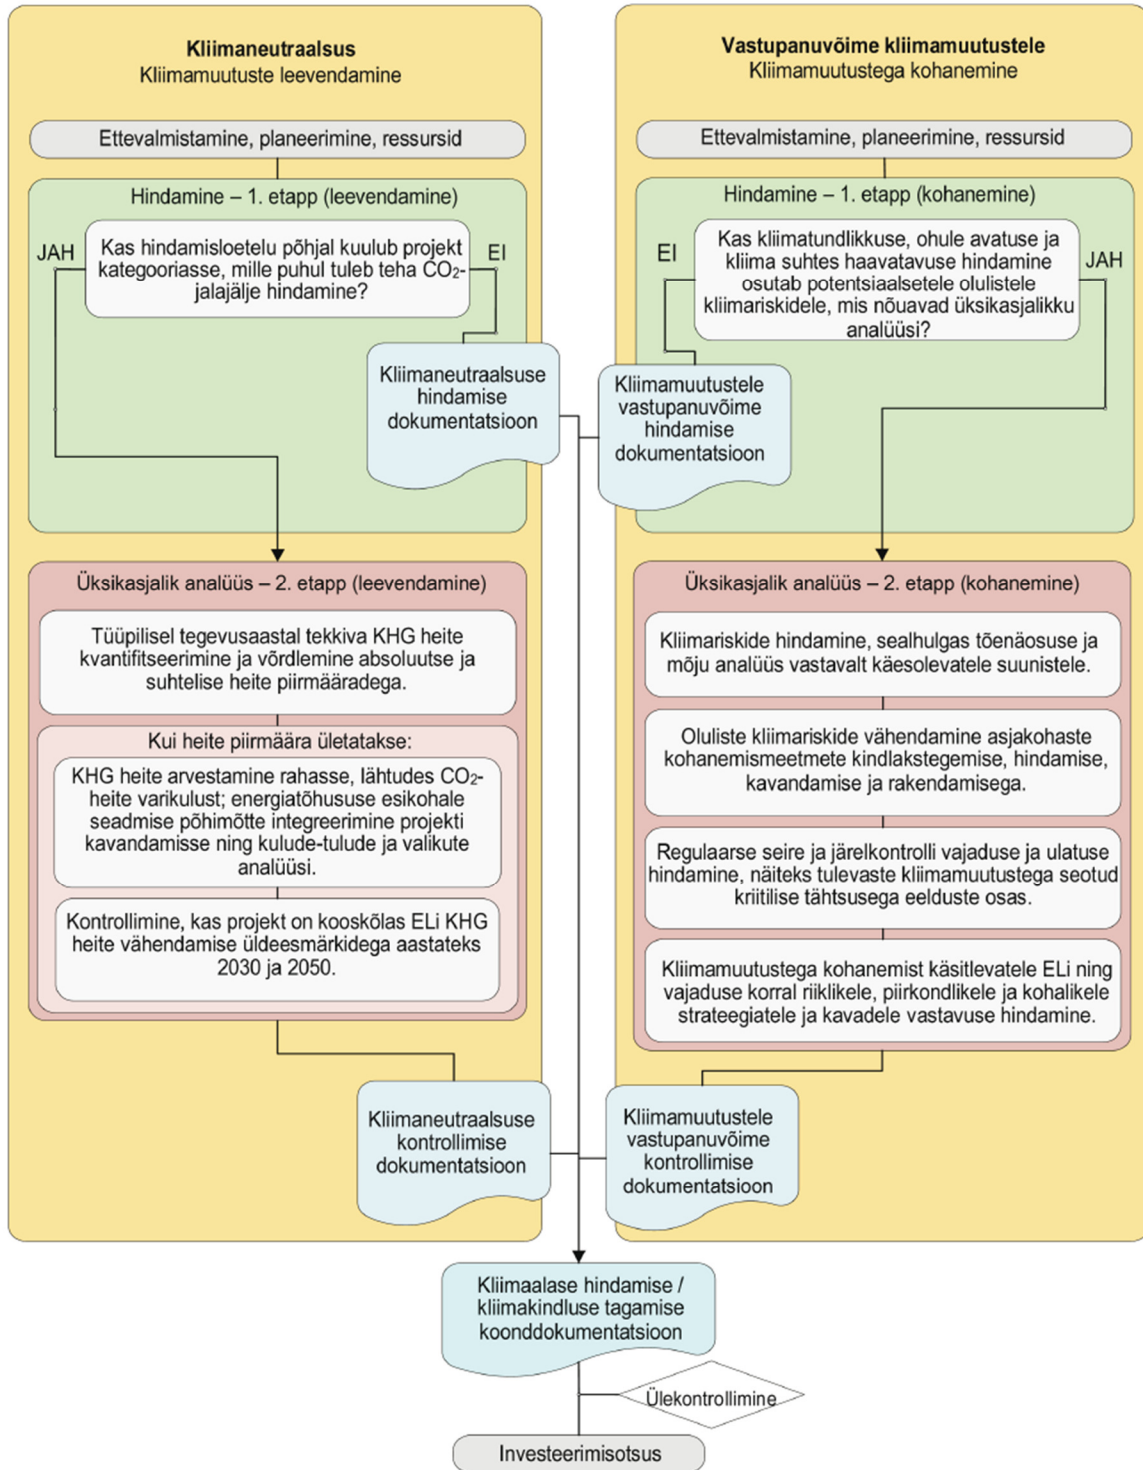 Kliimaneutraalsus
Kliimamuutuste leevendamine
Ettevalmistamine, planeerimine, ressursid
Hindamine – 1. etapp (leevendamine)
JAH
Kas hindamisloetelu põhjal kuulub projekt
kategooriasse, mille puhul tuleb teha CO₂-
jalajälje hindamine?
EI
Kliimaneutraalsuse
hindamise
dokumentatsioon
Üksikasjalik analüüs – 2. etapp (leevendamine)
Tüüpilisel tegevusaastal tekkiva KHG heite
kvantifitseerimine ja võrdlemine absoluutse ja
suhtelise heite piirmääradega.
Kui heite piirmäära ületatakse:
KHG heite arvestamine rahasse, lähtudes CO₂-
heite varikulust; energiatõhususe esikohale
seadmise põhimõtte integreerimine projekti
kavandamisse ning kulude-tulude ja valikute
analüüsi.
Kontrollimine, kas projekt on kooskõlas ELi KHG
heite vähendamise üldeesmärkidega aastateks
2030 ja 2050.
Kliimaneutraalsuse
kontrollimise
dokumentatsioon
Vastupanuvõime kliimamuutustele
Kliimamuutustega kohanemine
Ettevalmistamine, planeerimine, ressursid
Hindamine – 1. etapp (kohanemine)
EI
Kas kliimatundlikkuse, ohule avatuse ja
kliima suhtes haavatavuse hindamine
osutab potentsiaalsetele olulistele
kliimariskidele, mis nõuavad üksikasjalikku
analüüsi?
JAH
Kliimamuutustele
vastupanuvõime
hindamise
dokumentatsioon
Üksikasjalik analüüs – 2. etapp (kohanemine)
Kliimariskide hindamine, sealhulgas tõenäosuse ja
mõju analüüs vastavalt käesolevatele suunistele.
Oluliste kliimariskide vähendamine asjakohaste
kohanemismeetmete kindlakstegemise, hindamise,
kavandamise ja rakendamisega.
Regulaarse seire ja järelkontrolli vajaduse ja ulatuse
hindamine, näiteks tulevaste kliimamuutustega seotud
kriitilise tähtsusega eelduste osas.
Kliimamuutustega kohanemist käsitlevatele ELi ning
vajaduse korral riiklikele, piirkondlikele ja kohalikele
strateegiatele ja kavadele vastavuse hindamine.
Kliimamuutustele
vastupanuvõime
kontrollimise
dokumentatsioon
Kliimaalase hindamise /
kliimakindluse tagamise
koonddokumentatsioon
Ülekontrollimine
Investeerimisotsus